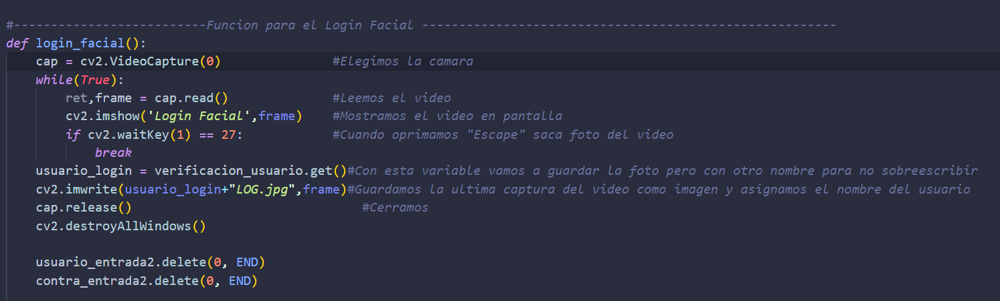 #--------------------------Funcion para el Login Facial --------------------------------------------------------
def login_facial():
    cap = cv2.VideoCapture(0)               #Elegimos la camara
    while(True):
        ret,frame = cap.read()              #Leemos el video
        cv2.imshow('Login Facial',frame)    #Mostramos el video en pantalla
        if cv2.waitKey(1) == 27:            #Cuando oprimamos "Escape" saca foto del video
            break
    usuario_login = verificacion_usuario.get()#Con esta variable vamos a guardar la foto pero con otro nombre para no sobreescribir
    cv2.imwrite(usuario_login+"LOG.jpg",frame)#Guardamos la ultima captura del video como imagen y asignamos el nombre del usuario
    cap.release()                               #Cerramos
    cv2.destroyAllWindows()

    usuario_entrada2.delete(0, END)
    contra_entrada2.delete(0, END)